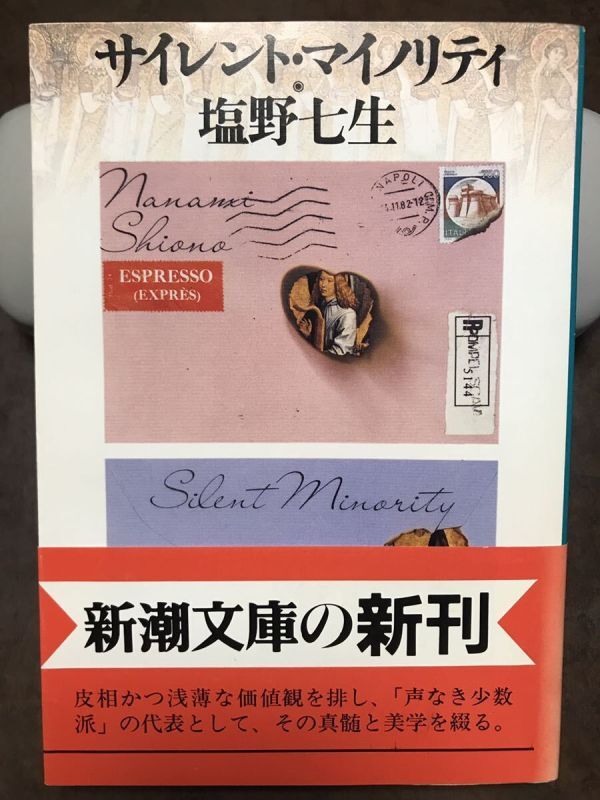 サイレント・マイノリティ
塩野七生
Nanami
Shiono
NAPOLI
ITALIA
ESPRESSO
(EXPRÈS)
R
POMPEI SCAVI
5144
Silent Minority
新潮文庫の新刊
皮相かつ浅薄な価値観を排し、「声なき少数
派」の代表として、その真髄と美学を綴る。